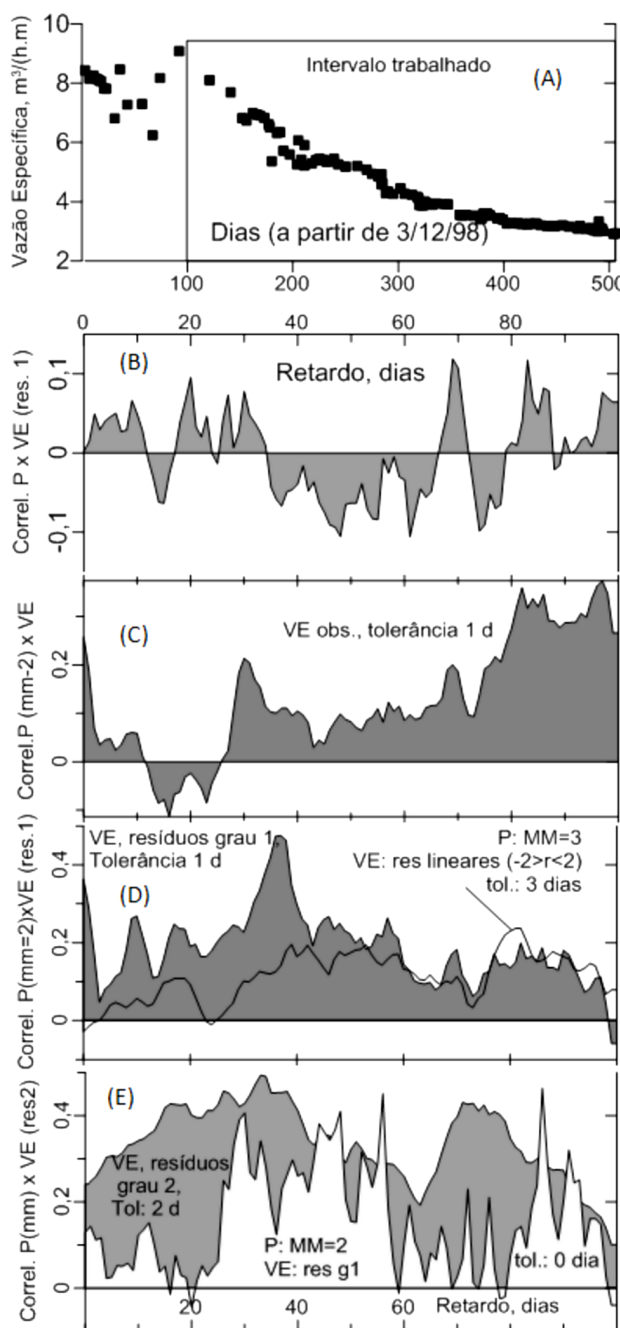 10
8
6
4
2
Vazão Específica, m³/(h.m)
Intervalo trabalhado
(A)
Dias (a partir de 3/12/98)
100
200
300
400
500
0
20
40
60
80
0,1
0
-0,1
Correl. P x VE (res. 1)
(B)
Retardo, dias
0,2
0
Correl.P (mm-2) x VE
(C)
VE obs., tolerância 1 d
0,4
0,2
0
Correl. P(mm=2)xVE (res.1)
VE, resíduos grau 1,
Tolerância 1 d
(D)
P: MM=3
VE: res lineares (-2>r<2)
tol.: 3 dias
0,4
0,2
0
Correl. P(mm) x VE (res2)
(E)
VE, resíduos
grau 2,
Tol: 2 d
P: MM=2
VE: res g1
tol.: 0 dia
20
40
60
Retardo, dias